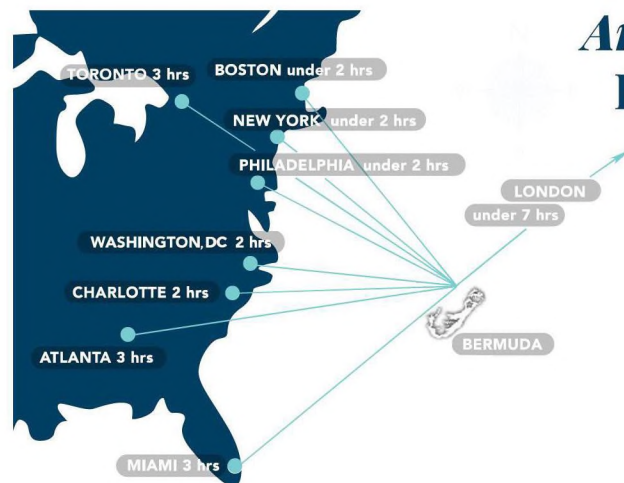 TORONTO 3 hrs
BOSTON under 2 hrs
NEW YORK under 2 hrs
PHILADELPHIA under 2 hrs
LONDON
under 7 hrs
WASHINGTON,DC 2 hrs
CHARLOTTE 2 hrs
ATLANTA 3 hrs
BERMUDA
MIAMI 3 hrs